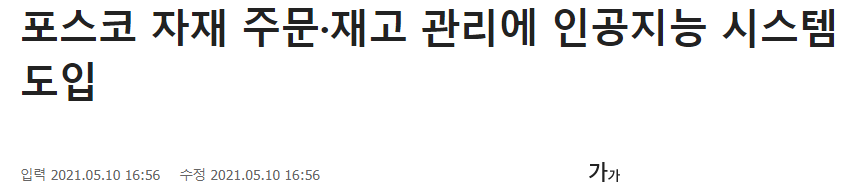 포스코 자재 주문·재고 관리에 인공지능 시스템
도입
입력 2021.05.10 16:56 수정 2021.05.10 16:56 가가